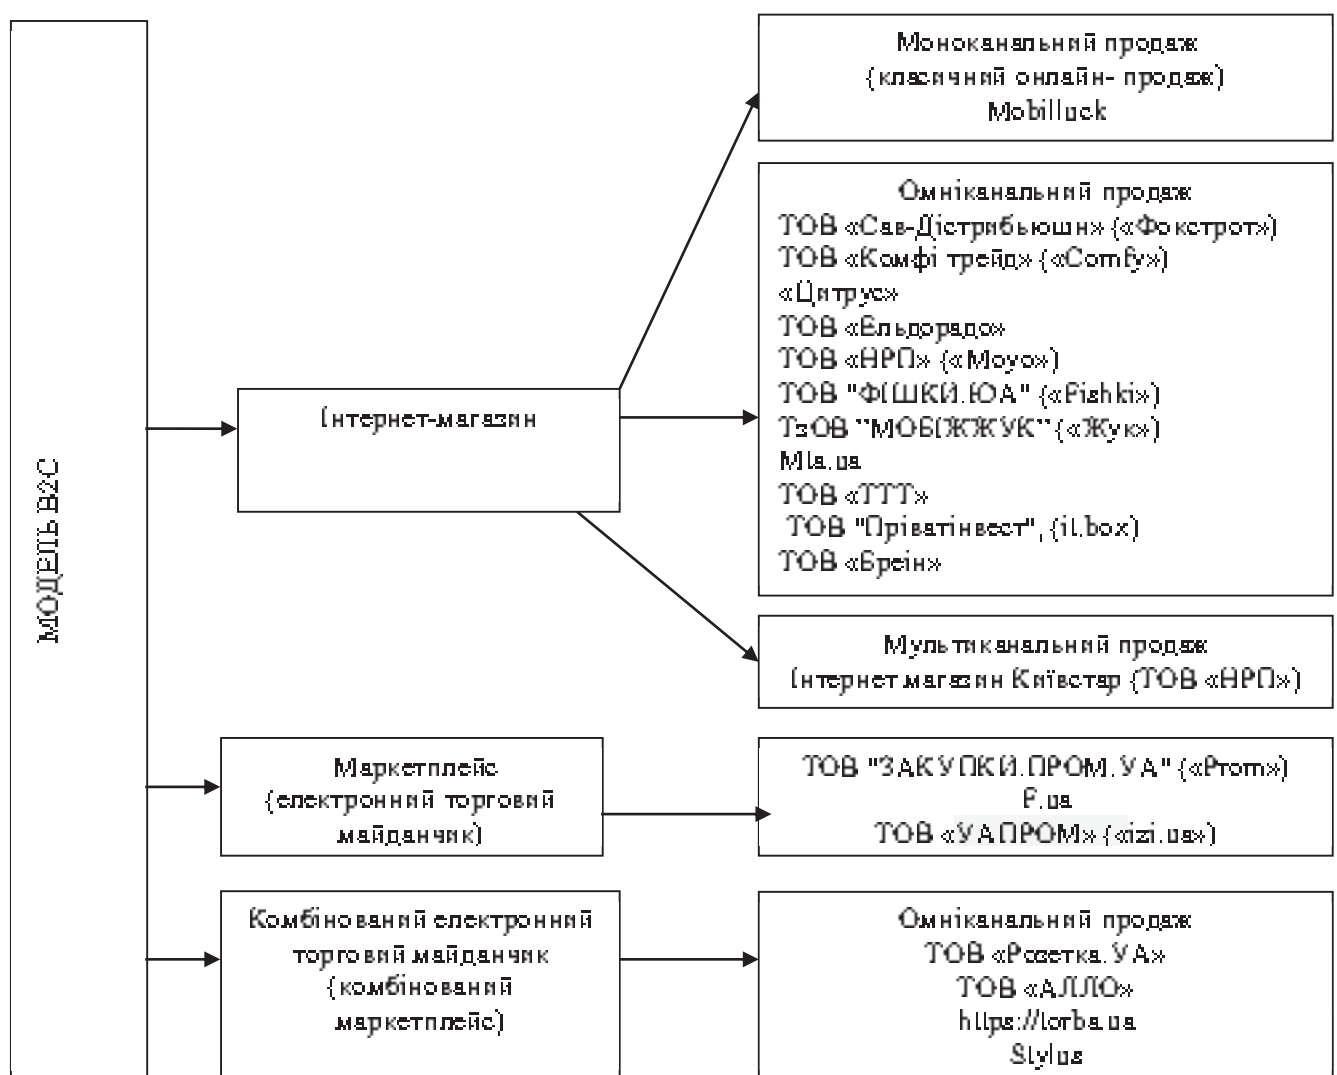 МОДЕЛЬ В2С
Інтернет-магазин
Моноканальний продаж
(класичний онлайн- продаж)
Mobilluck
Омніканальний продаж
ТОВ «Сав-Дістрибьюшн» («Фокстрот»)
ТОВ «Комфі трейд» («Comfy»)
«Цитрус»
ТОВ «Ельдорадо»
ТОВ «НРП» («Moyo»)
ТОВ "ФІШКИ.ЮА" («Fishki»)
ТзОВ "МОБІЖЖУК" («Жук»)
Mta.ua
ТОВ «ТТТ»
ТОВ "Пріватінвест", (it.box)
ТОВ «Бреін»
Мультиканальний продаж
Інтернет магазин Київстар (ТОВ «НРП»)
Маркетплейс
(електронний торговий
майданчик)
ТОВ "ЗАКУПКИ.ПРОМ.УА" («Prom»)
F.ua
ТОВ «УАПРОМ» («izi.ua»)
Комбінований електронний
торговий майданчик
(комбінований
маркетплейс)
Омніканальний продаж
ТОВ «Розетка.УА»
ТОВ «АЛЛО»
https://torba.ua
Stylus